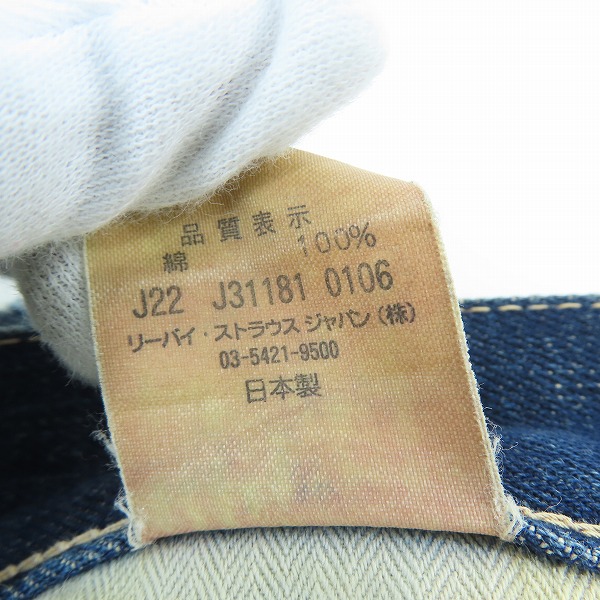 品質表示
綿 100%
J22 J31181 0106
リーバイ・ストラウス ジャパン(株)
03-5421-9500
日本製